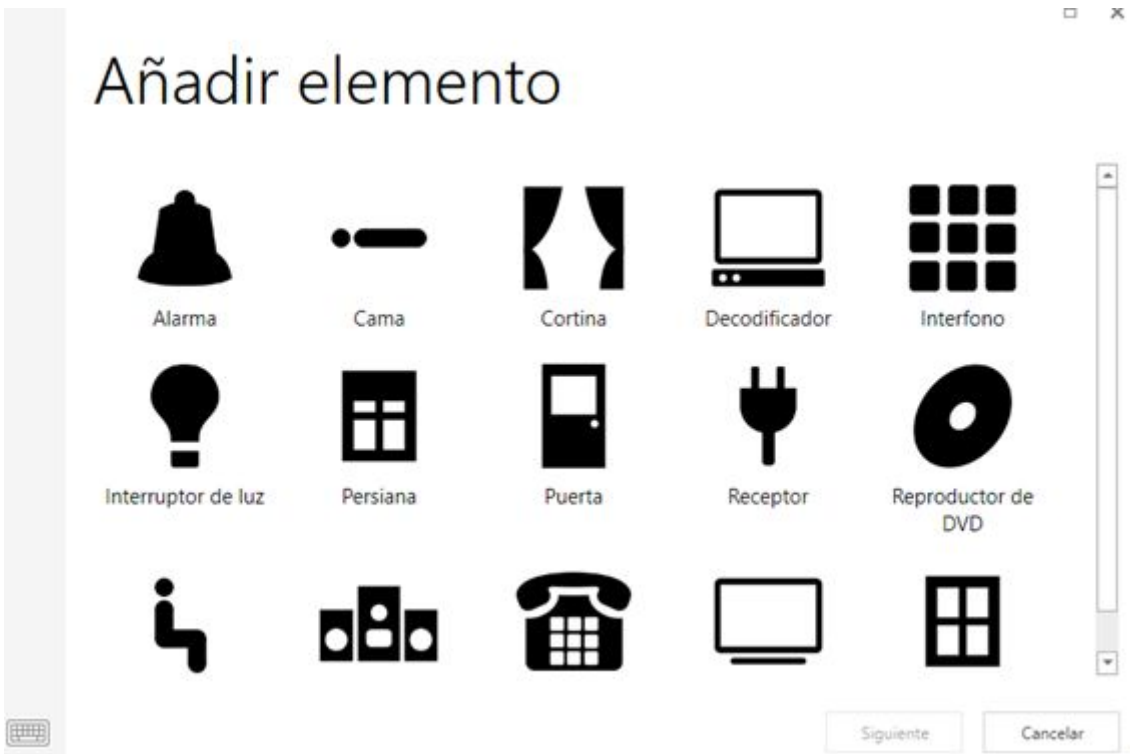 Añadir elemento
Alarma
Cama
Cortina
Decodificador
Interfono
Interruptor de luz
Persiana
Puerta
Receptor
Reproductor de
DVD
Siguiente
Cancelar